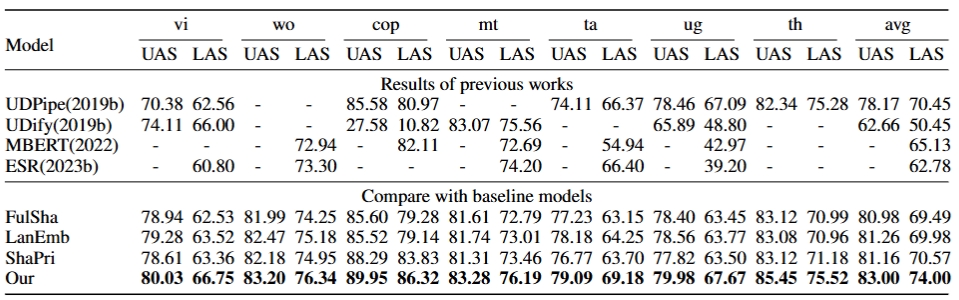 Model vi wo cop mt ta ug th avg
UAS LAS UAS LAS UAS LAS UAS LAS UAS LAS UAS LAS UAS LAS UAS LAS
Results of previous works
UDPipe(2019b) 70.38 62.56 - - 85.58 80.97 - - 74.11 66.37 78.46 67.09 82.34 75.28 78.17 70.45
UDify(2019b) 74.11 66.00 - - 27.58 10.82 83.07 75.56 - - 65.89 48.80 - - 62.66 50.45
MBERT(2022) - - - 72.94 - 82.11 - 72.69 - 54.94 - 42.97 - - 65.13
ESR(2023b) - 60.80 - 73.30 - - - 74.20 - 66.40 - 39.20 - - 62.78
Compare with baseline models
FulSha 78.94 62.53 81.99 74.25 85.60 79.28 81.61 72.79 77.23 63.15 78.40 63.45 83.12 70.99 80.98 69.49
LanEmb 79.28 63.52 82.47 75.18 85.52 79.14 81.74 73.01 78.18 64.25 78.56 63.77 83.08 70.96 81.26 69.98
ShaPri 78.61 63.36 82.18 74.95 88.29 83.83 81.31 73.46 76.77 63.70 77.82 63.50 83.12 71.18 81.16 70.57
Our 80.03 66.75 83.20 76.34 89.95 86.32 83.28 76.19 79.09 69.18 79.98 67.67 85.45 75.52 83.00 74.00